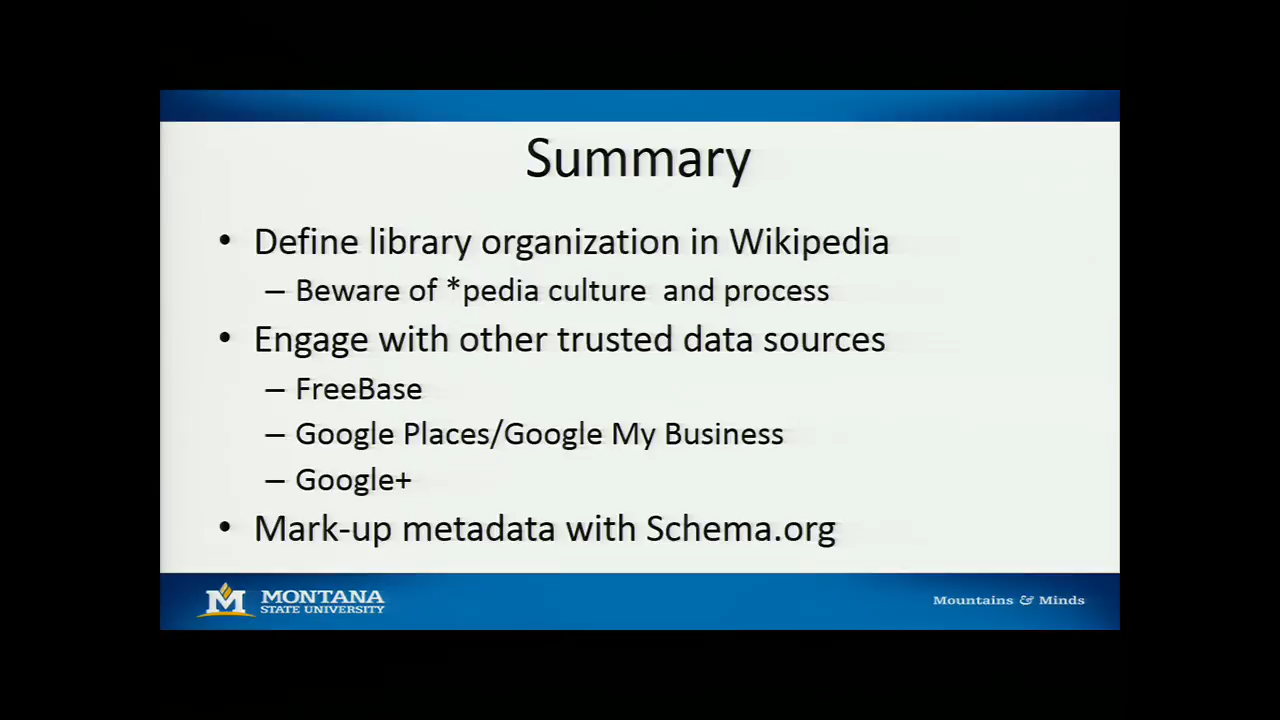 Summary
• Define library organization in Wikipedia
– Beware of *pedia culture  and process
• Engage with other trusted data sources
– FreeBase
– Google Places/Google My Business
– Google+
• Mark-up metadata with Schema.org
M MONTANA
STATE UNIVERSITY
Mountains & Minds